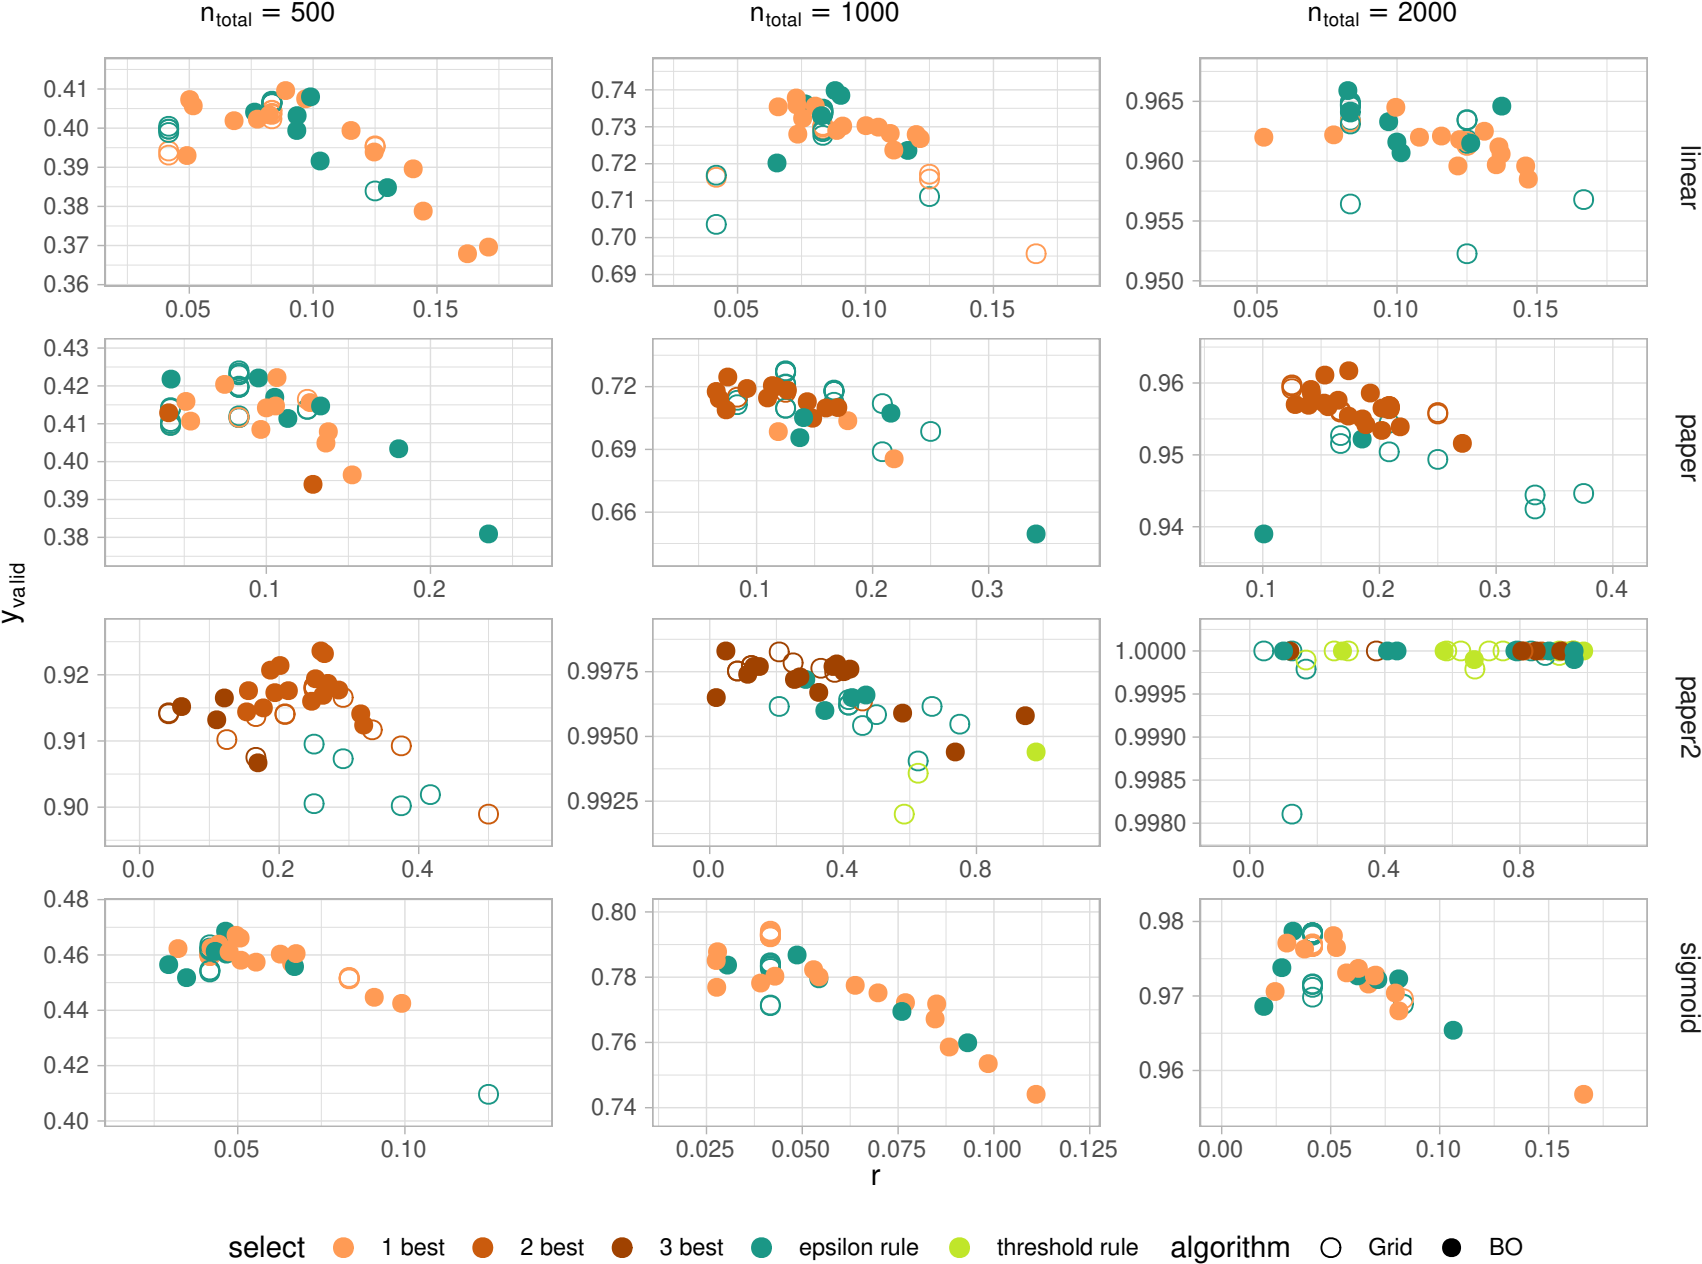 n_total = 500 n_total = 1000 n_total = 2000
0.41 0.40 0.39 0.38 0.37 0.36
0.05 0.10 0.15
0.74 0.73 0.72 0.71 0.70 0.69
0.05 0.10 0.15
0.965 0.960 0.955 0.950
0.05 0.10 0.15
linear
0.43 0.42 0.41 0.40 0.39 0.38
0.1 0.2
0.72 0.69 0.66
0.1 0.2 0.3
0.96 0.95 0.94
0.1 0.2 0.3 0.4
paper
y_valid
0.92 0.91 0.90
0.0 0.2 0.4
0.9975 0.9950 0.9925
0.0 0.4 0.8
1.0000 0.9995 0.9990 0.9985 0.9980
0.0 0.4 0.8
paper2
0.48 0.46 0.44 0.42 0.40
0.05 0.10
0.80 0.78 0.76 0.74
0.025 0.050 0.075 0.100 0.125
0.98 0.97 0.96
0.00 0.05 0.10 0.15
sigmoid
r
select 1 best 2 best 3 best epsilon rule threshold rule algorithm Grid BO